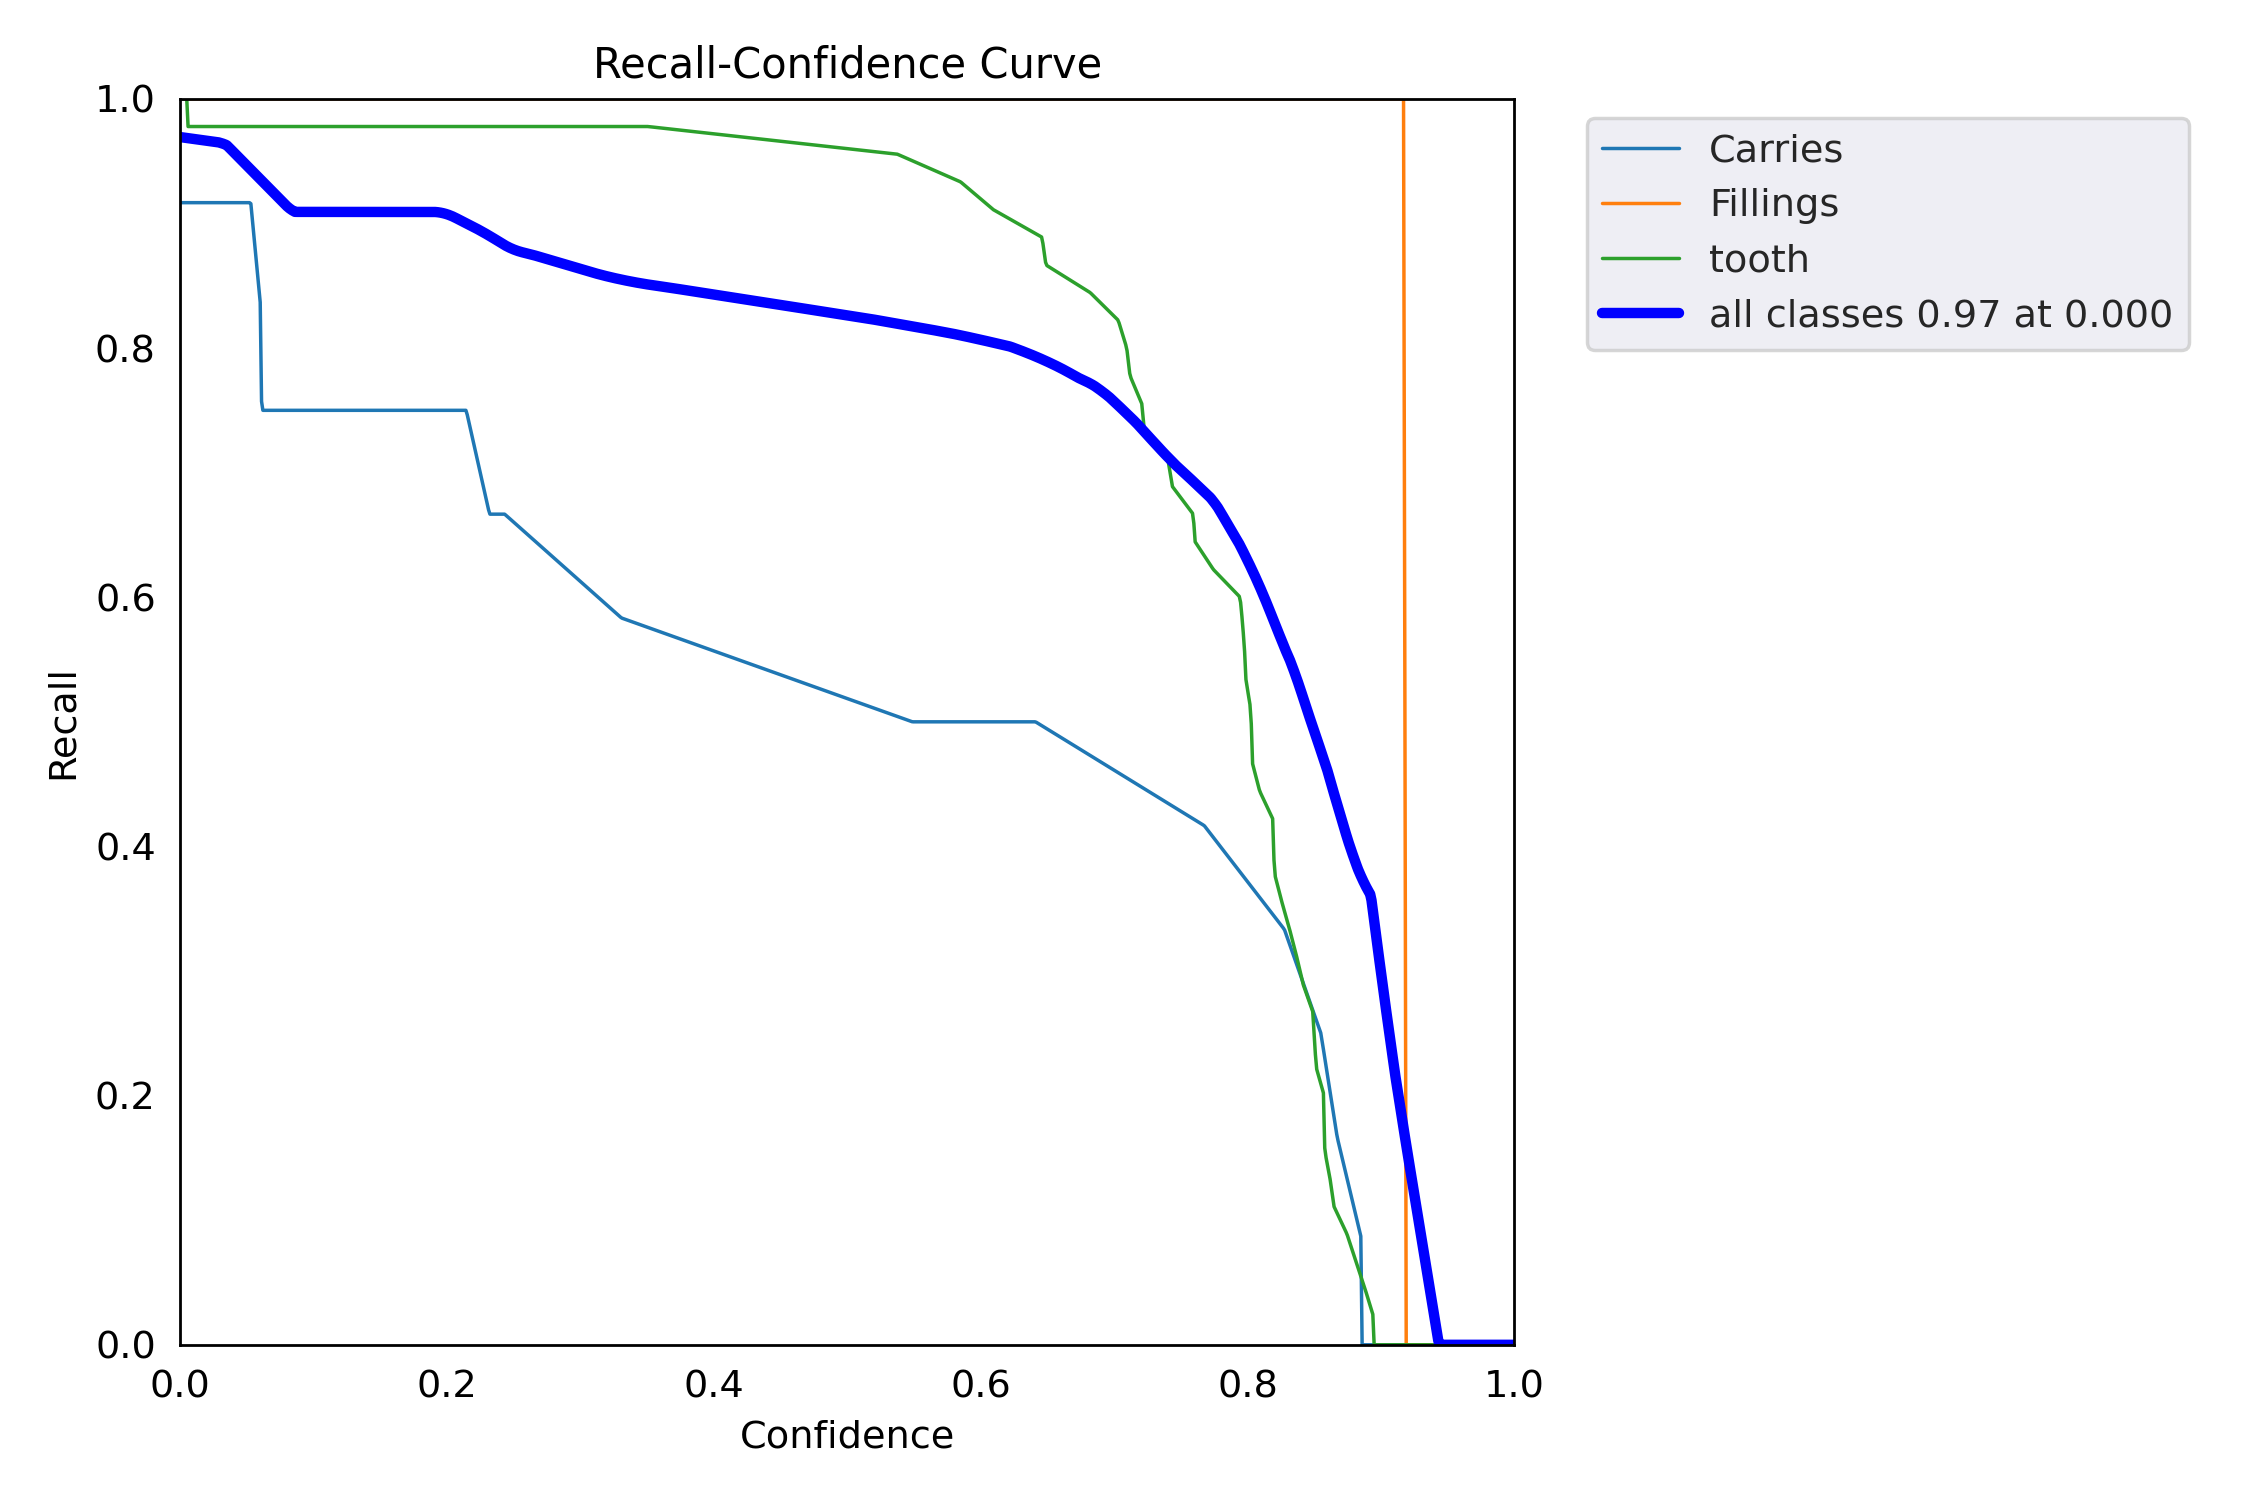 Recall-Confidence Curve
1.0
0.8
0.6
0.4
0.2
0.0
Recall
0.0 0.2 0.4 0.6 0.8 1.0
Confidence
Carries
Fillings
tooth
all classes 0.97 at 0.000